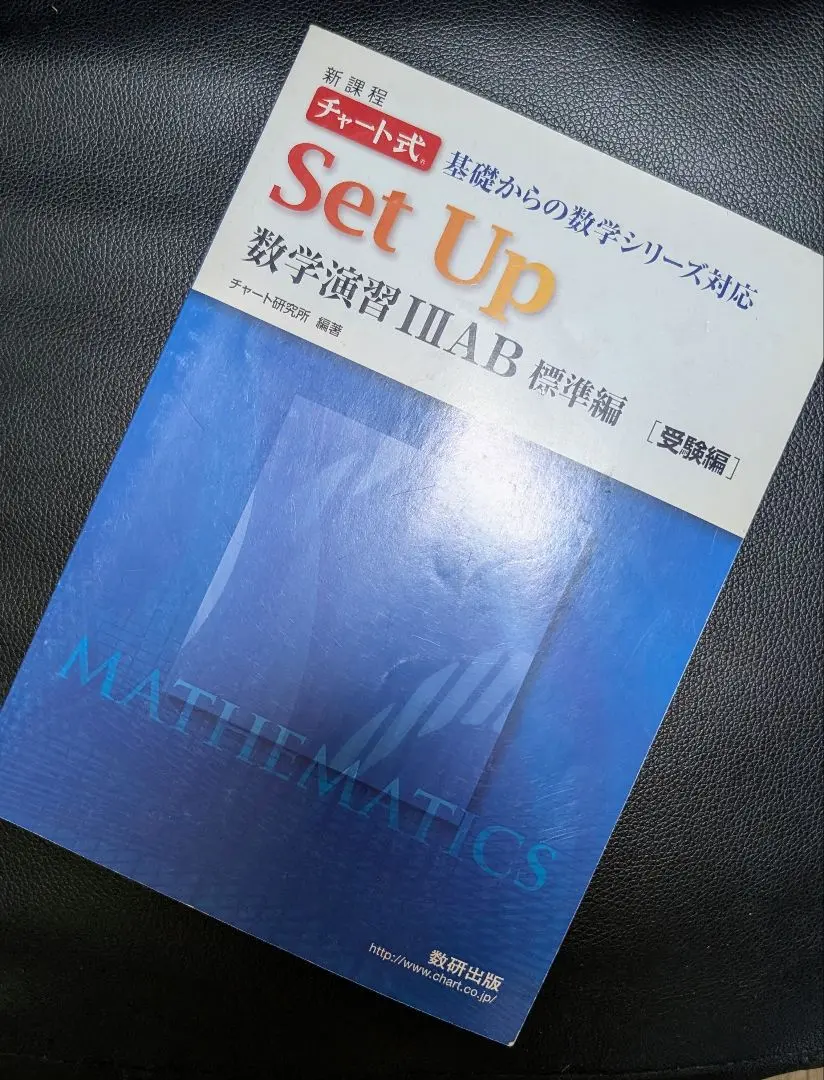 新課程
チャート式® 基礎からの数学シリーズ対応
Set Up
数学演習ⅠⅡAB 標準編 [受験編]
チャート研究所 編著
MATHEMATICS
数研出版
http://www.chart.co.jp/